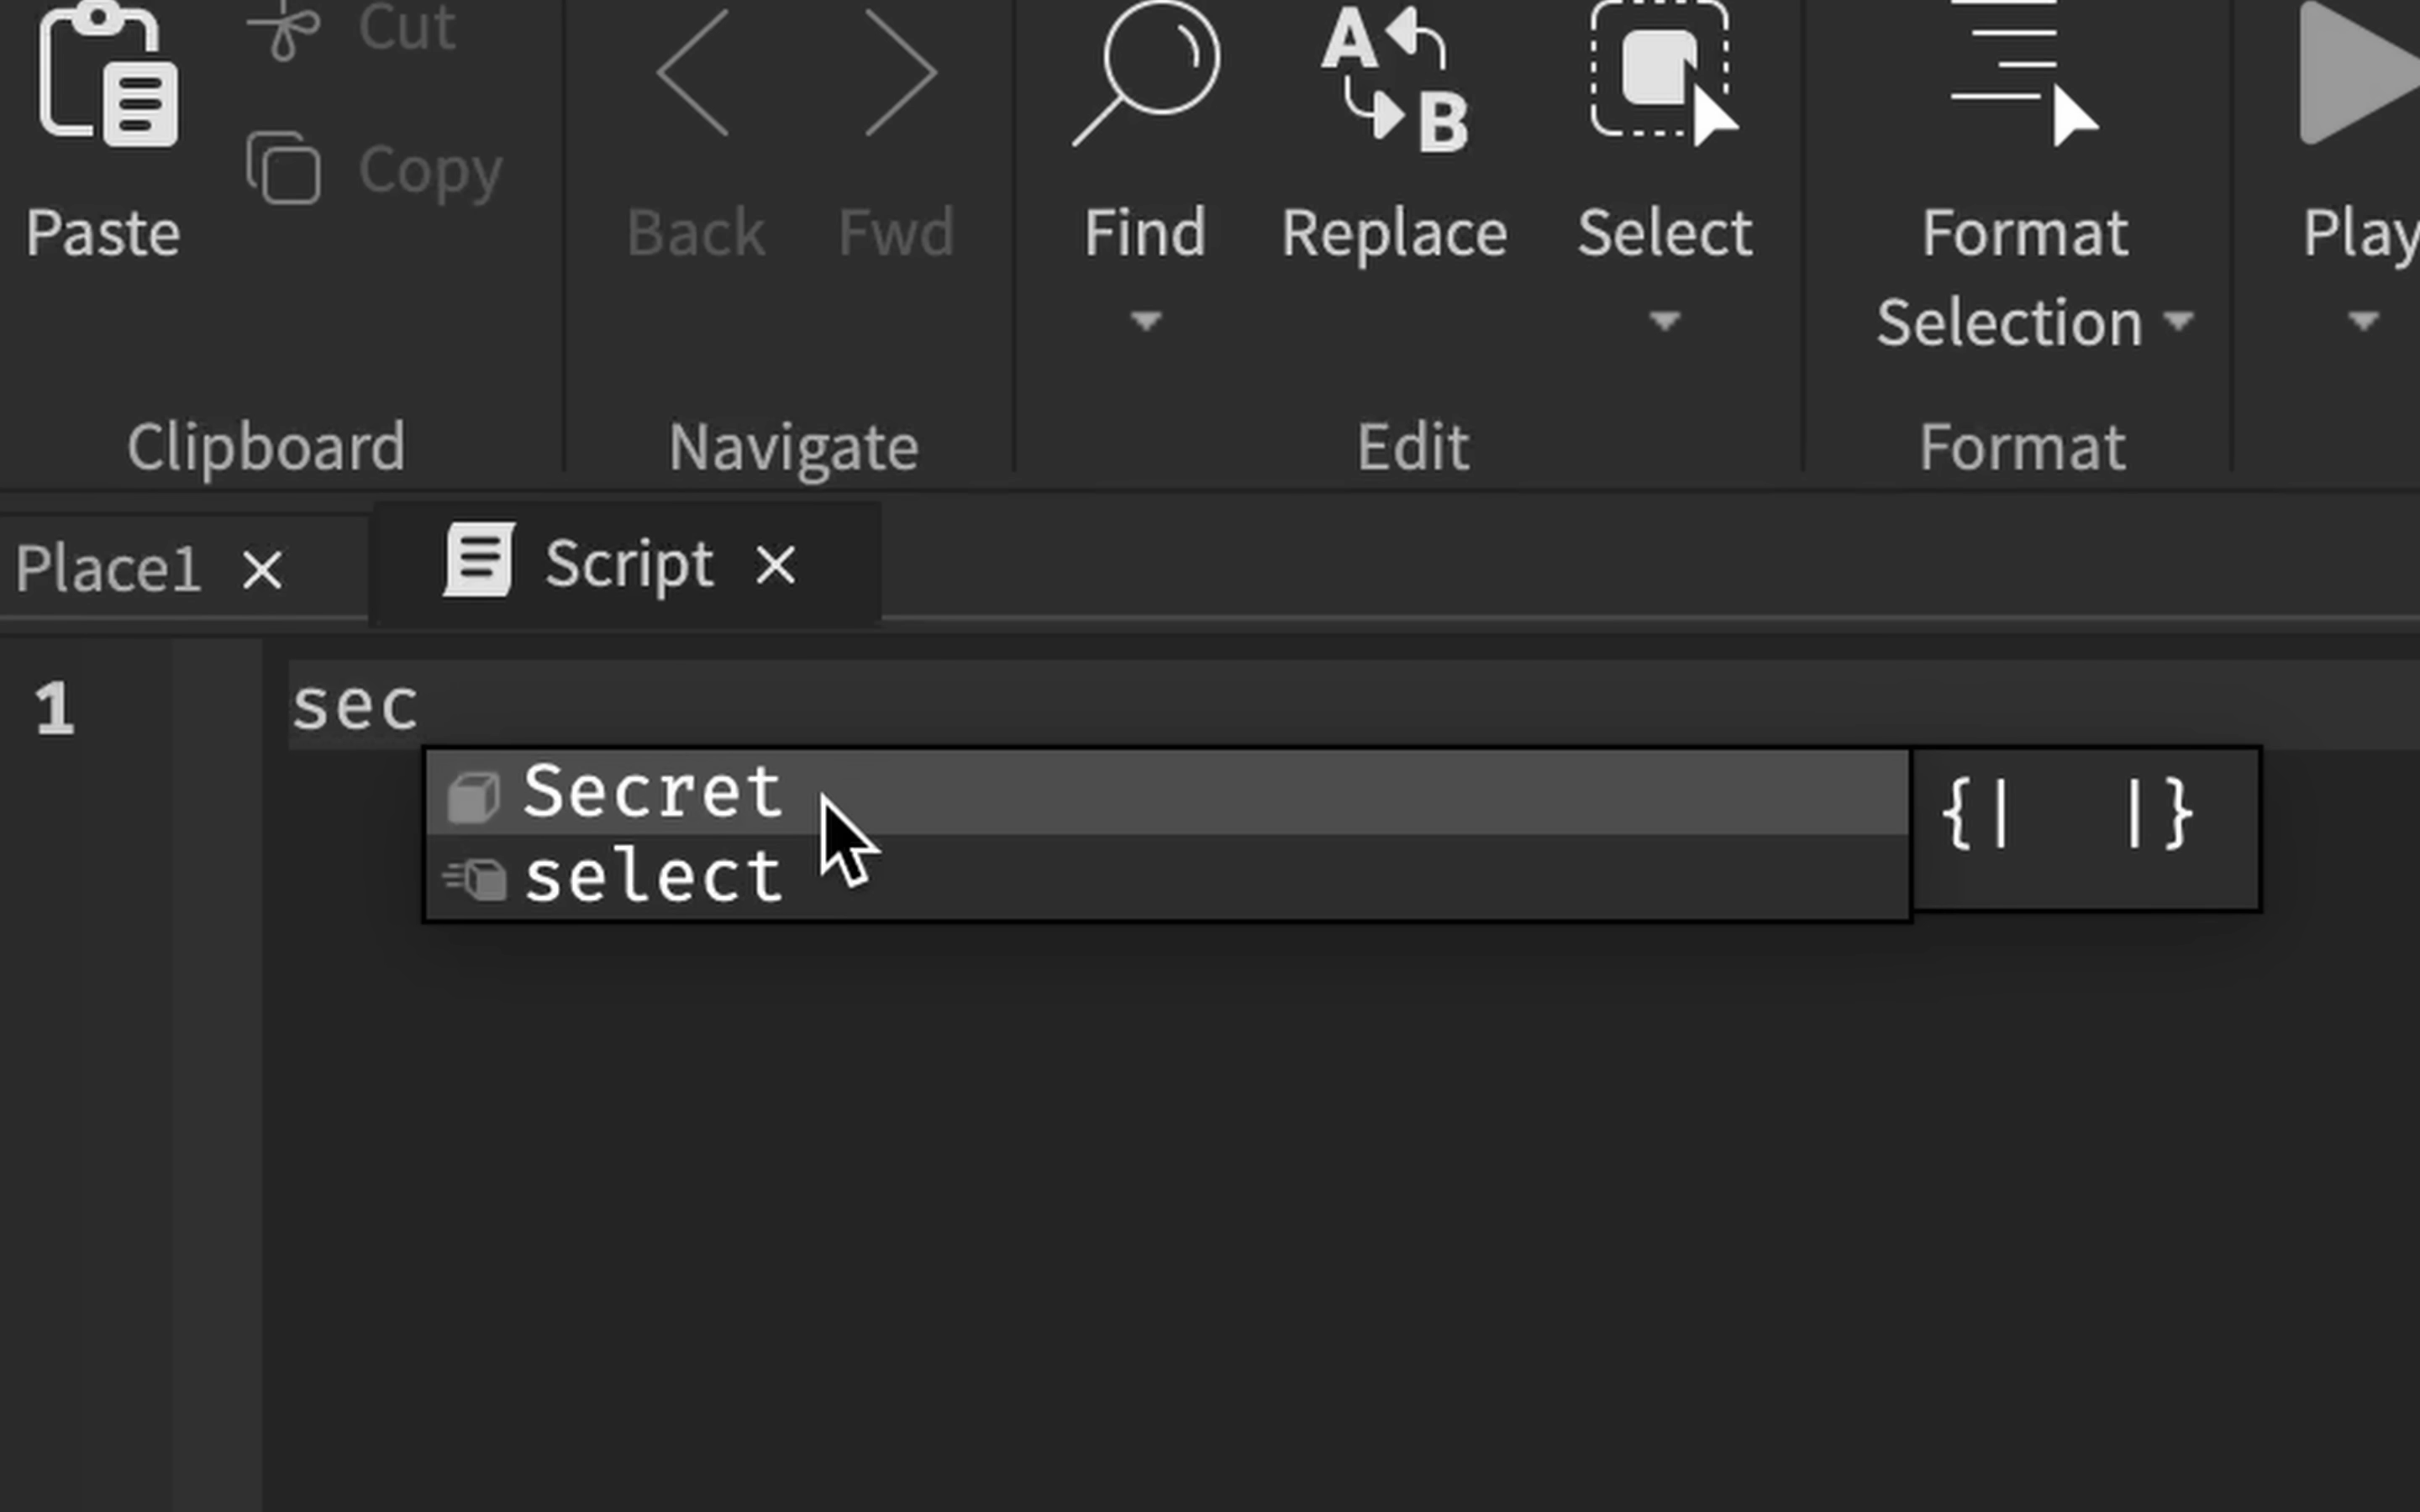 Cut
Copy
Paste
Back
Fwd
A
B
Find
Replace
Select
Format
Selection
Play
Clipboard
Navigate
Edit
Format
Place1
Script
1
sec
Secret
select
{| |}